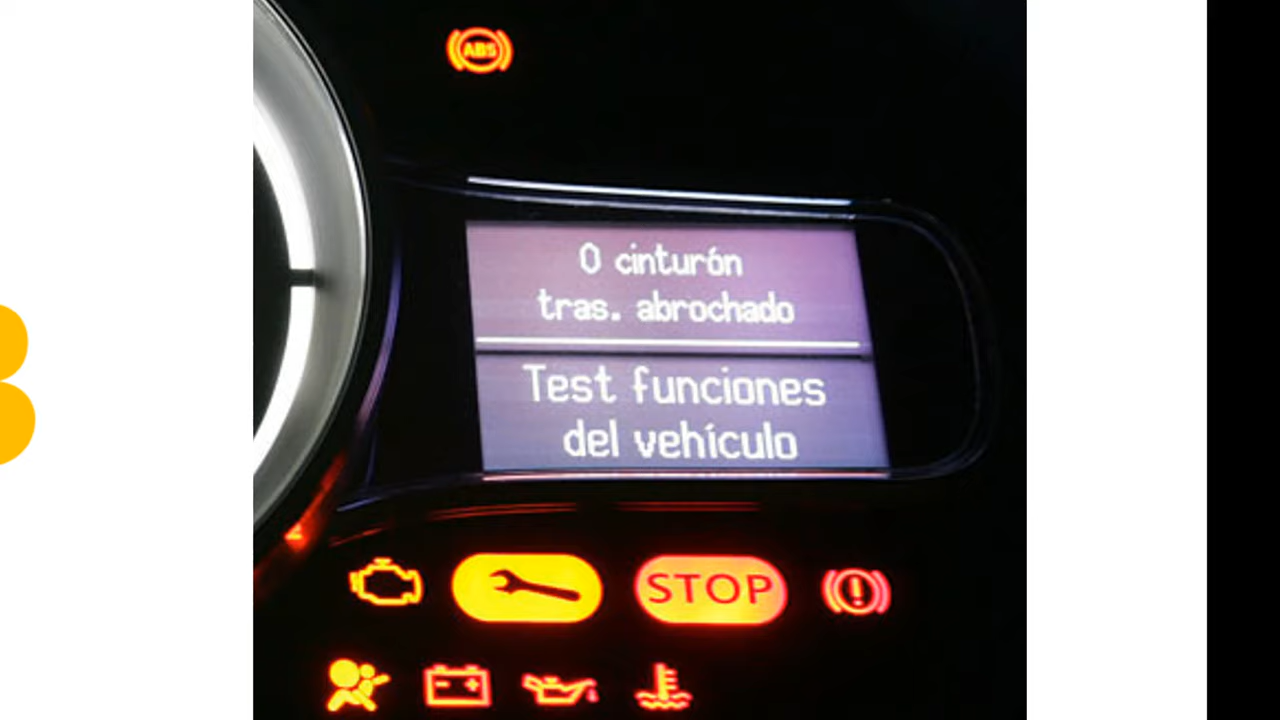 ABS
0 cinturón
tras. abrochado
Test funciones
del vehículo
STOP